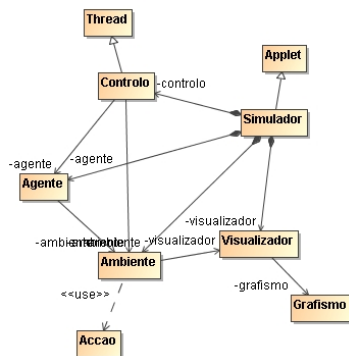 Thread
Applet
Controlo
-controlo
Simulador
-agente
-agente
Agente
-visualizador
-visualizador
Visualizador
Ambiente
<<use>>
-grafismo
Grafismo
Accao